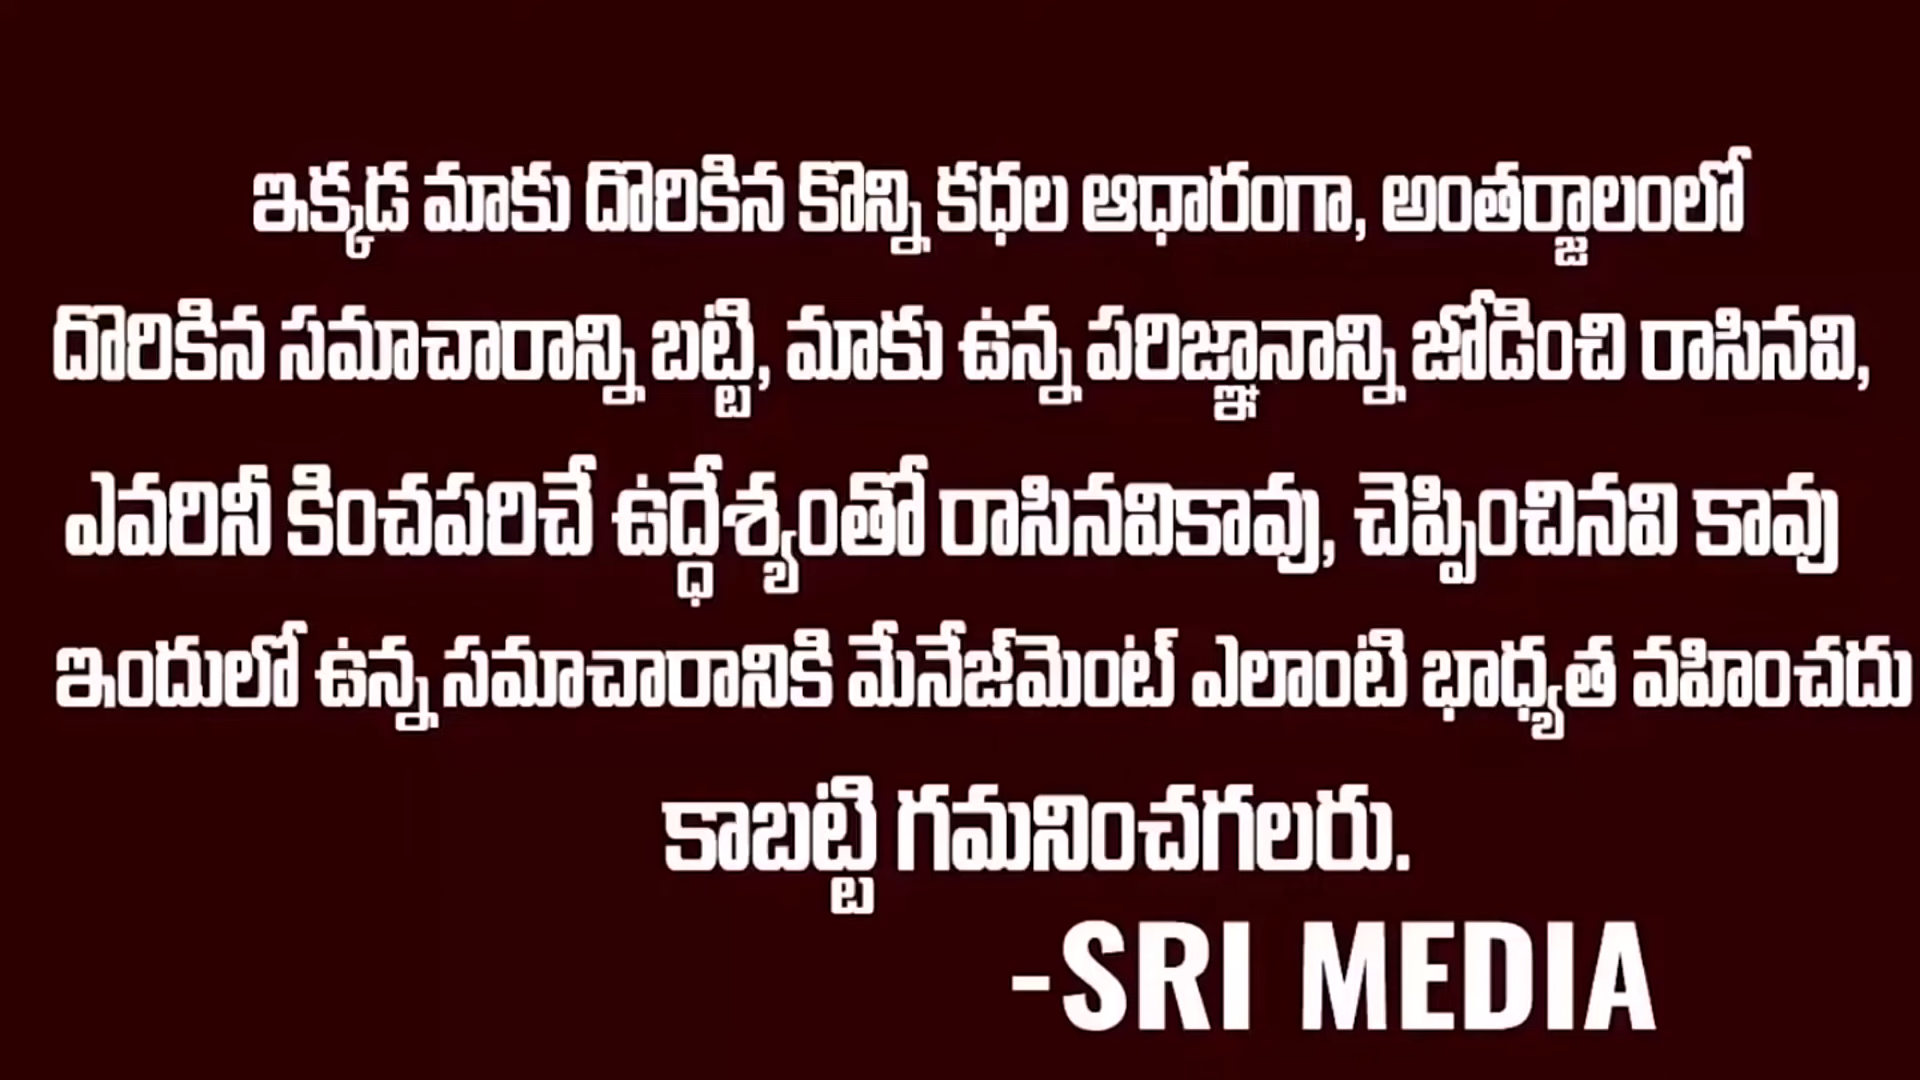 ఇక్కడ మాకు దొరికిన కొన్ని కధల ఆధారంగా, అంతర్జాలంలో
దొరికిన సమాచారాన్ని బట్టి, మాకు ఉన్న పరిజ్ఞానాన్ని జోడించి రాసినవి,
ఎవరినీ కించపరిచే ఉద్ధేశ్యంతో రాసినవికావు, చెప్పించినవి కావు
ఇందులో ఉన్న సమాచారానికి మేనేజ్‌మెంట్ ఎలాంటి భాధ్యత వహించదు
కాబట్టి గమనించగలరు.
-SRI MEDIA